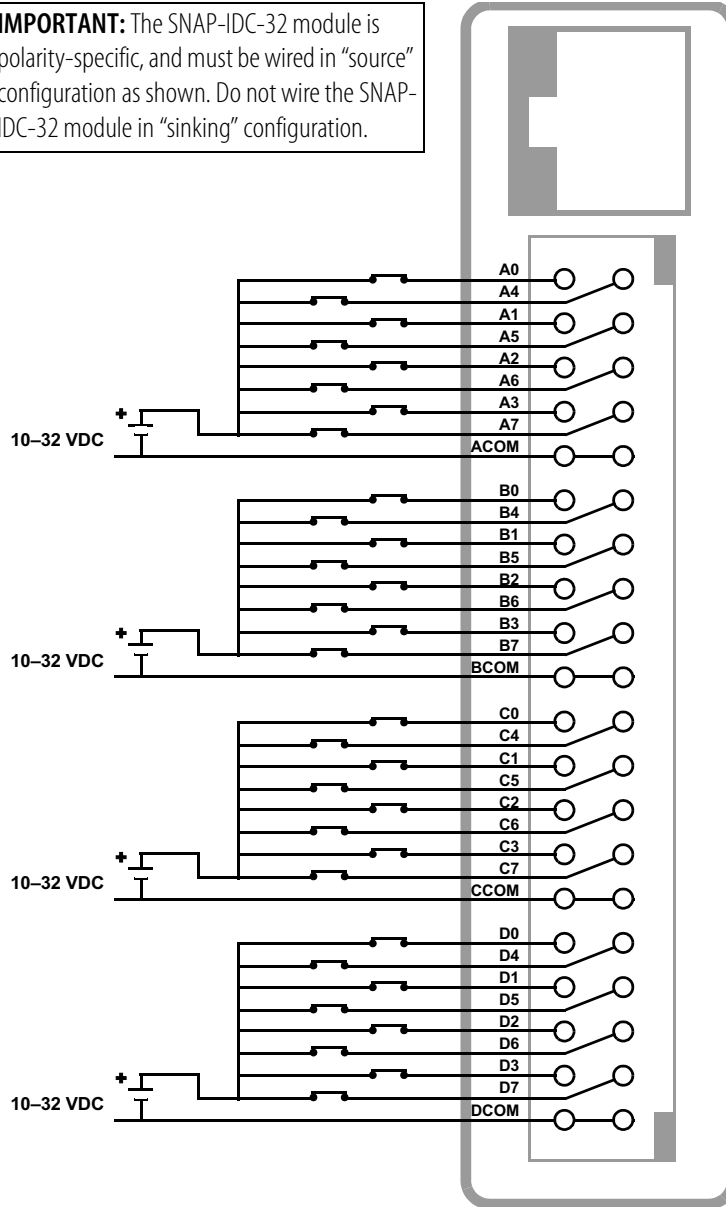 IMPORTANT: The SNAP-IDC-32 module is
polarity-specific, and must be wired in “source”
configuration as shown. Do not wire the SNAP-
IDC-32 module in “sinking” configuration.
A0
A4
A1
A5
A2
A6
A3
+
A7
10–32 VDC
ACOM
B0
B4
B1
B5
B2
B6
B3
+
B7
10–32 VDC
BCOM
C0
C4
C1
C5
C2
C6
C3
+
C7
10–32 VDC
CCOM
D0
D4
D1
D5
D2
D6
D3
+
D7
10–32 VDC
DCOM